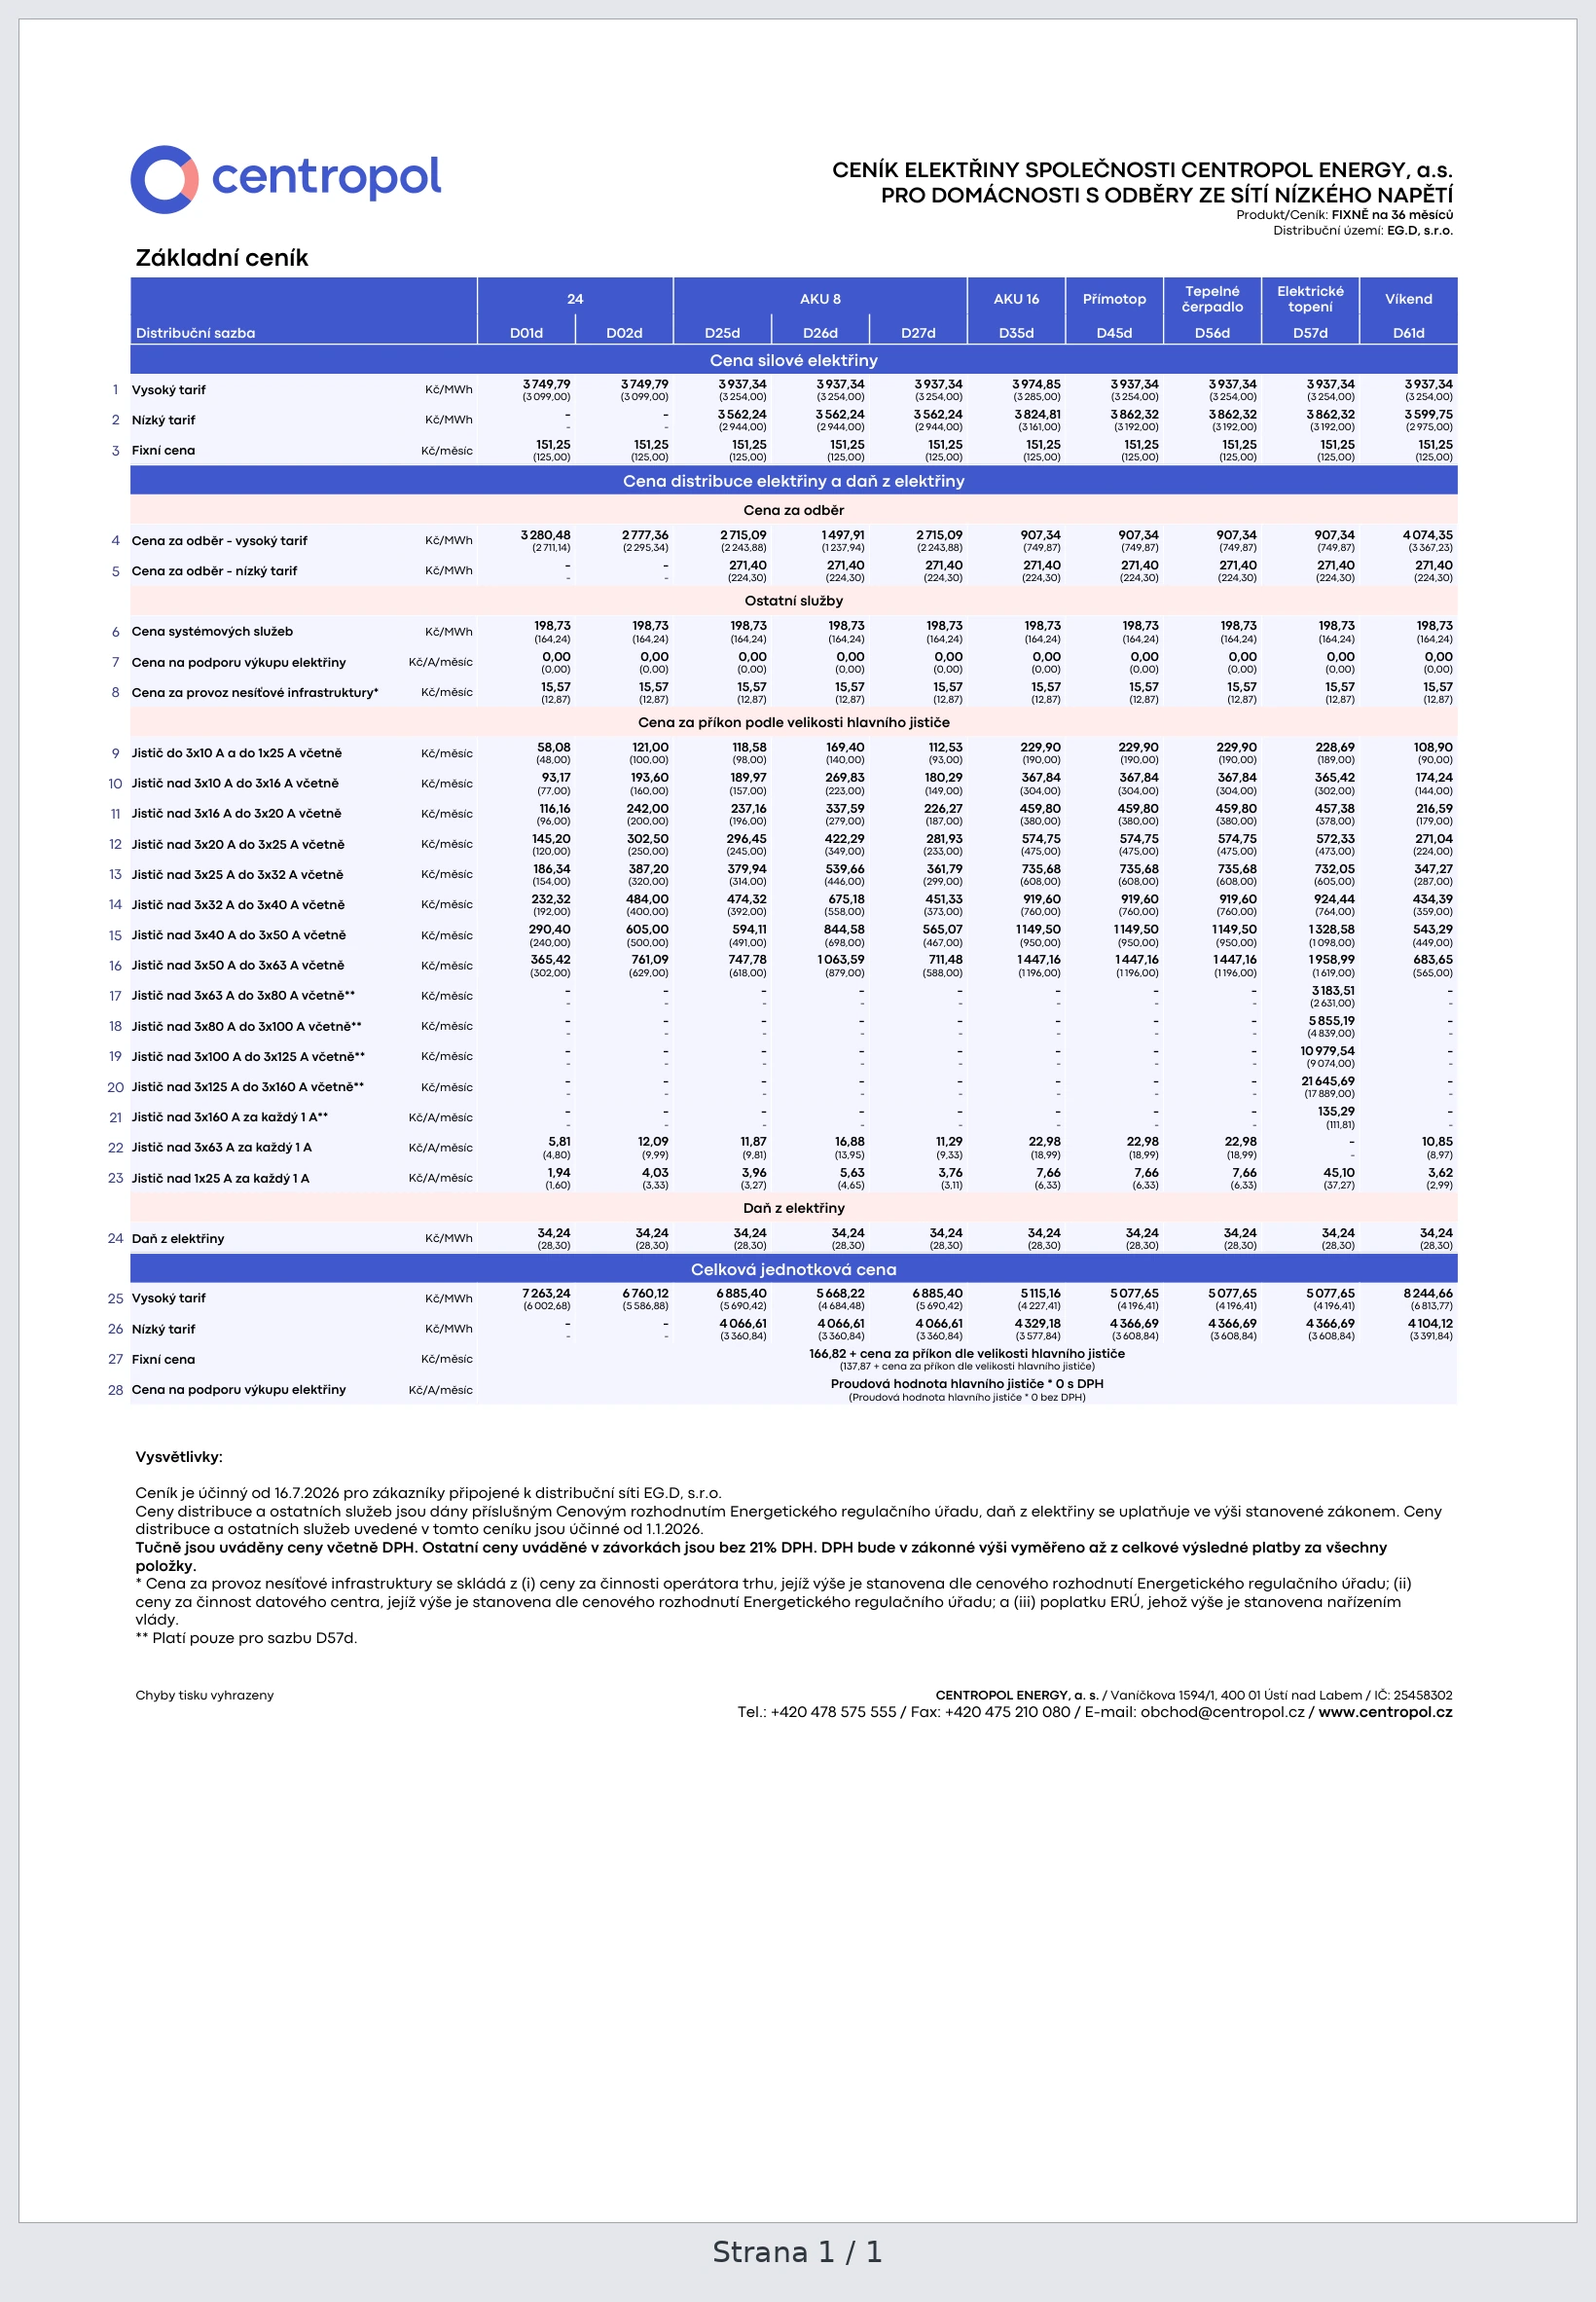 centropol
CENÍK ELEKTŘINY SPOLEČNOSTI CENTROPOL ENERGY, a.s.
PRO DOMÁCNOSTI S ODBĚRY ZE SÍTÍ NÍZKÉHO NAPĚTÍ
Produkt/Ceník: FIXNĚ na 36 měsíců
Distribuční území: EG.D, s.r.o.
Základní ceník
24 AKU 8 AKU 16 Přímotop Tepelné čerpadlo Elektrické topení Víkend
Distribuční sazba D01d D02d D25d D26d D27d D35d D45d D56d D57d D61d
Cena silové elektřiny
1 Vysoký tarif Kč/MWh 3 749,79 3 749,79 3 937,34 3 937,34 3 937,34 3 974,85 3 937,34 3 937,34 3 937,34 3 937,34
(3 099,00) (3 099,00) (3 254,00) (3 254,00) (3 254,00) (3 285,00) (3 254,00) (3 254,00) (3 254,00) (3 254,00)
2 Nízký tarif Kč/MWh - - 3 562,24 3 562,24 3 562,24 3 824,81 3 862,32 3 862,32 3 862,32 3 599,75
- - (2 944,00) (2 944,00) (2 944,00) (3 161,00) (3 192,00) (3 192,00) (3 192,00) (2 975,00)
3 Fixní cena Kč/měsíc 151,25 151,25 151,25 151,25 151,25 151,25 151,25 151,25 151,25 151,25
(125,00) (125,00) (125,00) (125,00) (125,00) (125,00) (125,00) (125,00) (125,00) (125,00)
Cena distribuce elektřiny a daň z elektřiny
Cena za odběr
4 Cena za odběr - vysoký tarif Kč/MWh 3 280,48 2 777,36 2 715,09 1 497,91 2 715,09 907,34 907,34 907,34 907,34 4 074,35
(2 711,14) (2 295,34) (2 243,88) (1 237,94) (2 243,88) (749,87) (749,87) (749,87) (749,87) (3 367,23)
5 Cena za odběr - nízký tarif Kč/MWh - - 271,40 271,40 271,40 271,40 271,40 271,40 271,40 271,40
- - (224,30) (224,30) (224,30) (224,30) (224,30) (224,30) (224,30) (224,30)
Ostatní služby
6 Cena systémových služeb Kč/MWh 198,73 198,73 198,73 198,73 198,73 198,73 198,73 198,73 198,73 198,73
(164,24) (164,24) (164,24) (164,24) (164,24) (164,24) (164,24) (164,24) (164,24) (164,24)
7 Cena na podporu výkupu elektřiny Kč/A/měsíc 0,00 0,00 0,00 0,00 0,00 0,00 0,00 0,00 0,00 0,00
(0,00) (0,00) (0,00) (0,00) (0,00) (0,00) (0,00) (0,00) (0,00) (0,00)
8 Cena za provoz nesíťové infrastruktury* Kč/měsíc 15,57 15,57 15,57 15,57 15,57 15,57 15,57 15,57 15,57 15,57
(12,87) (12,87) (12,87) (12,87) (12,87) (12,87) (12,87) (12,87) (12,87) (12,87)
Cena za příkon podle velikosti hlavního jističe
9 Jistič do 3x10 A a do 1x25 A včetně Kč/měsíc 58,08 121,00 118,58 169,40 112,53 229,90 229,90 229,90 228,69 108,90
(48,00) (100,00) (98,00) (140,00) (93,00) (190,00) (190,00) (190,00) (189,00) (90,00)
10 Jistič nad 3x10 A do 3x16 A včetně Kč/měsíc 93,17 193,60 189,97 269,83 180,29 367,84 367,84 367,84 365,42 174,24
(77,00) (160,00) (157,00) (223,00) (149,00) (304,00) (304,00) (304,00) (302,00) (144,00)
11 Jistič nad 3x16 A do 3x20 A včetně Kč/měsíc 116,16 242,00 237,16 337,59 226,27 459,80 459,80 459,80 457,38 216,59
(96,00) (200,00) (196,00) (279,00) (187,00) (380,00) (380,00) (380,00) (378,00) (179,00)
12 Jistič nad 3x20 A do 3x25 A včetně Kč/měsíc 145,20 302,50 296,45 422,29 281,93 574,75 574,75 574,75 572,33 271,04
(120,00) (250,00) (245,00) (349,00) (233,00) (475,00) (475,00) (475,00) (473,00) (224,00)
13 Jistič nad 3x25 A do 3x32 A včetně Kč/měsíc 186,34 387,20 379,94 539,66 361,79 735,68 735,68 735,68 732,05 347,27
(154,00) (320,00) (314,00) (446,00) (299,00) (608,00) (608,00) (608,00) (605,00) (287,00)
14 Jistič nad 3x32 A do 3x40 A včetně Kč/měsíc 232,32 484,00 474,32 675,18 451,33 919,60 919,60 919,60 924,44 434,39
(192,00) (400,00) (392,00) (558,00) (373,00) (760,00) (760,00) (760,00) (764,00) (359,00)
15 Jistič nad 3x40 A do 3x50 A včetně Kč/měsíc 290,40 605,00 594,11 844,58 565,07 1 149,50 1 149,50 1 149,50 1 328,58 543,29
(240,00) (500,00) (491,00) (698,00) (467,00) (950,00) (950,00) (950,00) (1 098,00) (449,00)
16 Jistič nad 3x50 A do 3x63 A včetně Kč/měsíc 365,42 761,09 747,78 1 063,59 711,48 1 447,16 1 447,16 1 447,16 1 958,99 683,65
(302,00) (629,00) (618,00) (879,00) (588,00) (1 196,00) (1 196,00) (1 196,00) (1 619,00) (565,00)
17 Jistič nad 3x63 A do 3x80 A včetně** Kč/měsíc - - - - - - - - 3 183,51 -
- - - - - - - - (2 631,00) -
18 Jistič nad 3x80 A do 3x100 A včetně** Kč/měsíc - - - - - - - - 5 855,19 -
- - - - - - - - (4 839,00) -
19 Jistič nad 3x100 A do 3x125 A včetně** Kč/měsíc - - - - - - - - 10 979,54 -
- - - - - - - - (9 074,00) -
20 Jistič nad 3x125 A do 3x160 A včetně** Kč/měsíc - - - - - - - - 21 645,69 -
- - - - - - - - (17 889,00) -
21 Jistič nad 3x160 A za každý 1 A** Kč/A/měsíc - - - - - - - - 135,29 -
- - - - - - - - (111,81) -
22 Jistič nad 3x63 A za každý 1 A Kč/A/měsíc 5,81 12,09 11,87 16,88 11,29 22,98 22,98 22,98 - 10,85
(4,80) (9,99) (9,81) (13,95) (9,33) (18,99) (18,99) (18,99) - (8,97)
23 Jistič nad 1x25 A za každý 1 A Kč/A/měsíc 1,94 4,03 3,96 5,63 3,76 7,66 7,66 7,66 45,10 3,62
(1,60) (3,33) (3,27) (4,65) (3,11) (6,33) (6,33) (6,33) (37,27) (2,99)
Daň z elektřiny
24 Daň z elektřiny Kč/MWh 34,24 34,24 34,24 34,24 34,24 34,24 34,24 34,24 34,24 34,24
(28,30) (28,30) (28,30) (28,30) (28,30) (28,30) (28,30) (28,30) (28,30) (28,30)
Celková jednotková cena
25 Vysoký tarif Kč/MWh 7 263,24 6 760,12 6 885,40 5 668,22 6 885,40 5 115,16 5 077,65 5 077,65 5 077,65 8 244,66
(6 002,68) (5 586,88) (5 690,42) (4 684,48) (5 690,42) (4 227,41) (4 196,41) (4 196,41) (4 196,41) (6 813,77)
26 Nízký tarif Kč/MWh - - 4 066,61 4 066,61 4 066,61 4 329,18 4 366,69 4 366,69 4 366,69 4 104,12
- - (3 360,84) (3 360,84) (3 360,84) (3 577,84) (3 608,84) (3 608,84) (3 608,84) (3 391,84)
27 Fixní cena Kč/měsíc 166,82 + cena za příkon dle velikosti hlavního jističe
(137,87 + cena za příkon dle velikosti hlavního jističe)
28 Cena na podporu výkupu elektřiny Kč/A/měsíc Proudová hodnota hlavního jističe * 0 s DPH
(Proudová hodnota hlavního jističe * 0 bez DPH)
Vysvětlivky:
Ceník je účinný od 16.7.2026 pro zákazníky připojené k distribuční síti EG.D, s.r.o.
Ceny distribuce a ostatních služeb jsou dány příslušným Cenovým rozhodnutím Energetického regulačního úřadu, daň z elektřiny se uplatňuje ve výši stanovené zákonem. Ceny
distribuce a ostatních služeb uvedené v tomto ceníku jsou účinné od 1.1.2026.
Tučně jsou uváděny ceny včetně DPH. Ostatní ceny uváděné v závorkách jsou bez 21% DPH. DPH bude v zákonné výši vyměřeno až z celkové výsledné platby za všechny
položky.
* Cena za provoz nesíťové infrastruktury se skládá z (i) ceny za činnosti operátora trhu, jejíž výše je stanovena dle cenového rozhodnutí Energetického regulačního úřadu; (ii)
ceny za činnost datového centra, jejíž výše je stanovena dle cenového rozhodnutí Energetického regulačního úřadu; a (iii) poplatku ERÚ, jehož výše je stanovena nařízením
vlády.
** Platí pouze pro sazbu D57d.
Chyby tisku vyhrazeny
CENTROPOL ENERGY, a. s. / Vaníčkova 1594/1, 400 01 Ústí nad Labem / IČ: 25458302
Tel.: +420 478 575 555 / Fax: +420 475 210 080 / E-mail: obchod@centropol.cz / www.centropol.cz
Strana 1 / 1